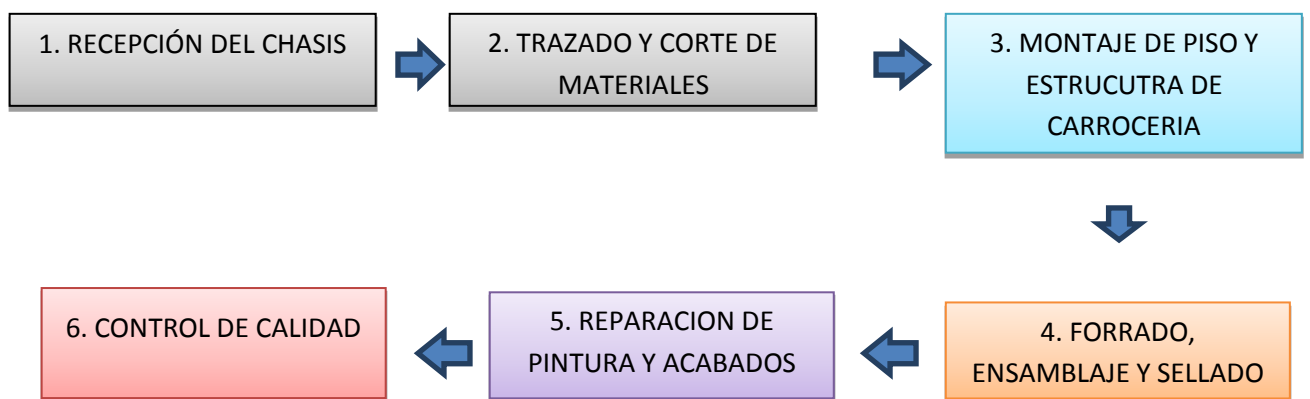 1. RECEPCIÓN DEL CHASIS
2. TRAZADO Y CORTE DE
MATERIALES
3. MONTAJE DE PISO Y
ESTRUCUTRA DE
CARROCERIA
4. FORRADO,
ENSAMBLAJE Y SELLADO
5. REPARACION DE
PINTURA Y ACABADOS
6. CONTROL DE CALIDAD